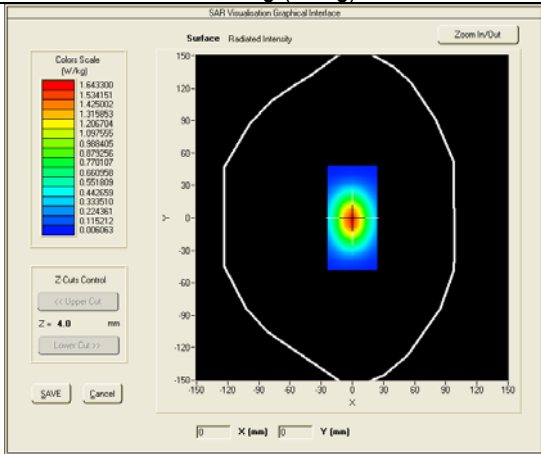 SAR Visualisation Graphical Interface
Surface Radiated Intensity
Zoom In/Out
Colors Scale
(W/kg)
1.643300
1.534151
1.425002
1.315853
1.206704
1.097555
0.988405
0.879256
0.770107
0.660958
0.551809
0.442659
0.333510
0.224361
0.115212
0.006063
150-
120-
90-
60-
30-
0-
-30-
-60-
-90-
-120-
-150-
Y
-150 -120 -90 -60 -30 0 30 60 90 120 150
X
Z Cuts Control
<< Upper Cut
Z = 4.0 mm
Lower Cut >>
SAVE Cancel
0 X (mm) 0 Y (mm)